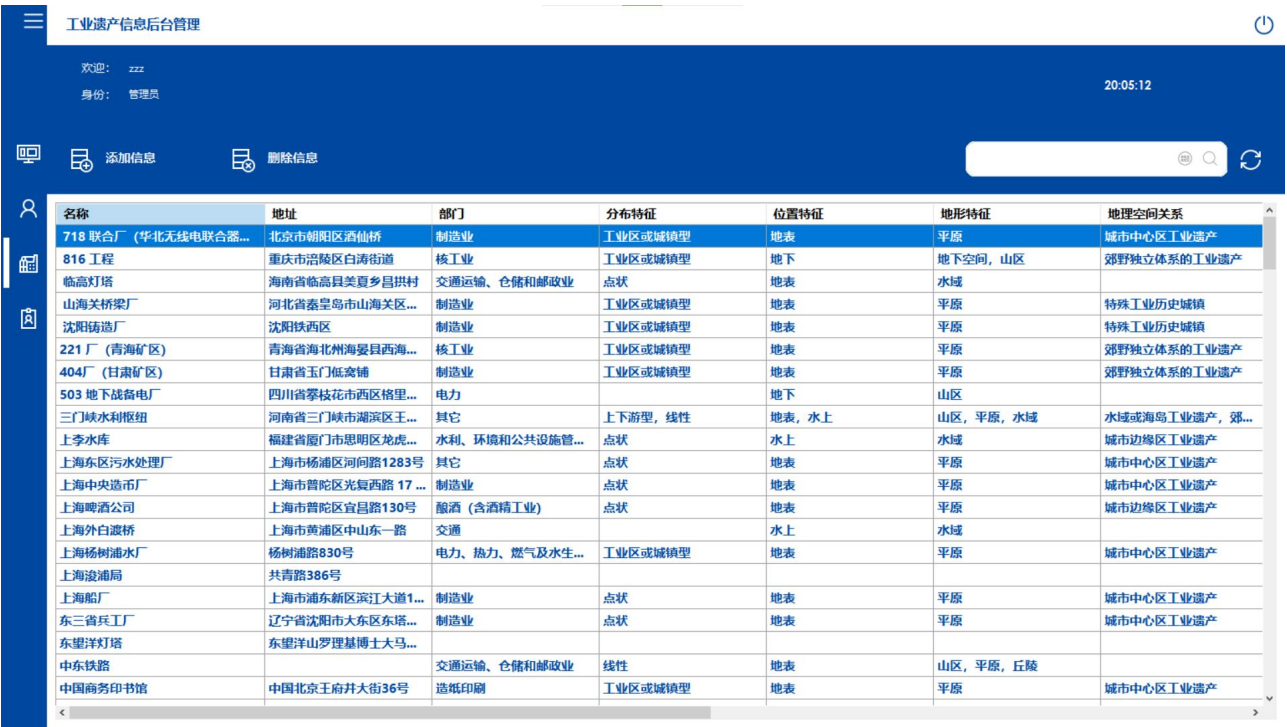 工业遗产信息后台管理
欢迎: zzz
身份: 管理员
20:05:12
添加信息 删除信息
名称 地址 部门 分布特征 位置特征 地形特征 地理空间关系
718 联合厂（华北无线电联合器... 北京市朝阳区酒仙桥 制造业 工业区或城镇型 地表 平原 城市中心区工业遗产
816 工程 重庆市涪陵区白涛街道 核工业 工业区或城镇型 地下 地下空间，山区 郊野独立体系的工业遗产
临高灯塔 海南省临高县美夏乡昌拱村 交通运输、仓储和邮政业 点状 地表 水域
山海关桥梁厂 河北省秦皇岛市山海关区... 制造业 工业区或城镇型 地表 平原 特殊工业历史城镇
沈阳铸造厂 沈阳铁西区 制造业 工业区或城镇型 地表 平原 特殊工业历史城镇
221 厂（青海矿区） 青海省海北州海晏县西海... 核工业 工业区或城镇型 地表 平原 郊野独立体系的工业遗产
404厂（甘肃矿区） 甘肃省玉门低窝铺 制造业 工业区或城镇型 地表 平原 郊野独立体系的工业遗产
503 地下战备电厂 四川省攀枝花市西区格里... 电力 地下 山区
三门峡水利枢纽 河南省三门峡市湖滨区王... 其它 上下游型，线性 地表，水上 山区，平原，水域 水域或海岛工业遗产，郊...
上李水库 福建省厦门市思明区龙虎... 水利、环境和公共设施管... 点状 水上 水域 城市边缘区工业遗产
上海东区污水处理厂 上海市杨浦区河间路1283号 其它 点状 地表 平原 城市中心区工业遗产
上海中央造币厂 上海市普陀区光复西路 17 ... 制造业 点状 地表 平原 城市中心区工业遗产
上海啤酒公司 上海市普陀区宜昌路130号 酿酒（含酒精工业） 点状 地表 平原 城市边缘区工业遗产
上海外白渡桥 上海市黄浦区中山东一路 交通 水上 水域
上海杨树浦水厂 杨树浦路830号 电力、热力、燃气及水生... 工业区或城镇型 地表 平原 城市中心区工业遗产
上海浚浦局 共青路386号
上海船厂 上海市浦东新区滨江大道1... 制造业 点状 地表 平原 城市中心区工业遗产
东三省兵工厂 辽宁省沈阳市大东区东塔... 制造业 点状 地表 平原 城市中心区工业遗产
东望洋灯塔 东望洋山罗理基博士大马...
中东铁路 交通运输、仓储和邮政业 线性 地表 山区，平原，丘陵
中国商务印书馆 中国北京王府井大街36号 造纸印刷 工业区或城镇型 地表 平原 城市中心区工业遗产